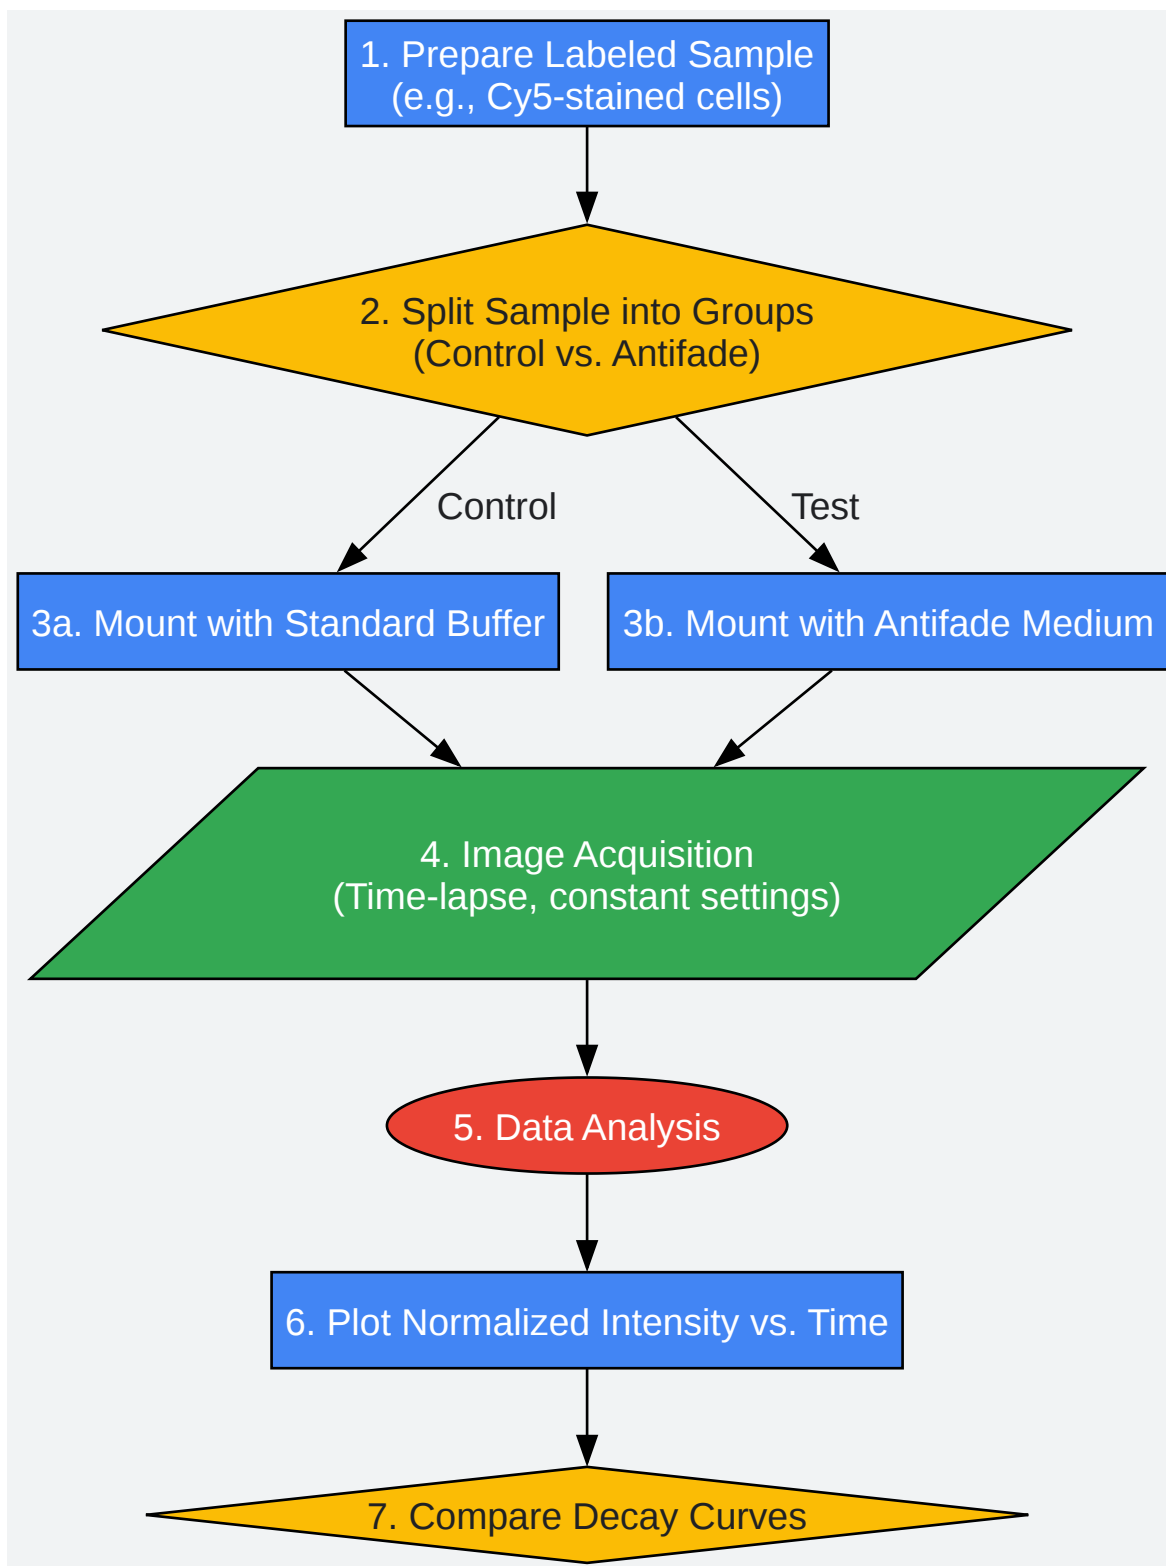 1. Prepare Labeled Sample
(e.g., Cy5-stained cells)
2. Split Sample into Groups
(Control vs. Antifade)
Control
Test
3a. Mount with Standard Buffer
3b. Mount with Antifade Medium
4. Image Acquisition
(Time-lapse, constant settings)
5. Data Analysis
6. Plot Normalized Intensity vs. Time
7. Compare Decay Curves